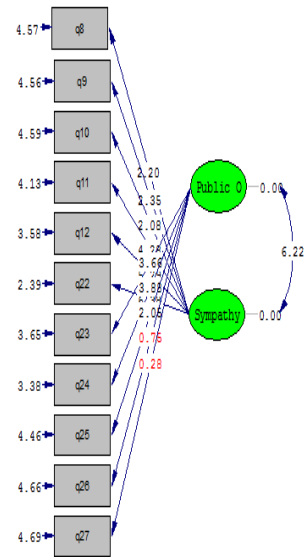 4.57 q8
4.56 q9
4.59 q10
4.13 q11
3.58 q12
2.39 q22
3.65 q23
3.38 q24
4.46 q25
4.66 q26
4.69 q27
2.20
2.08
3.66
3.88
2.05
0.75
0.28
Public O 0.00
6.22
Sympathy 0.00